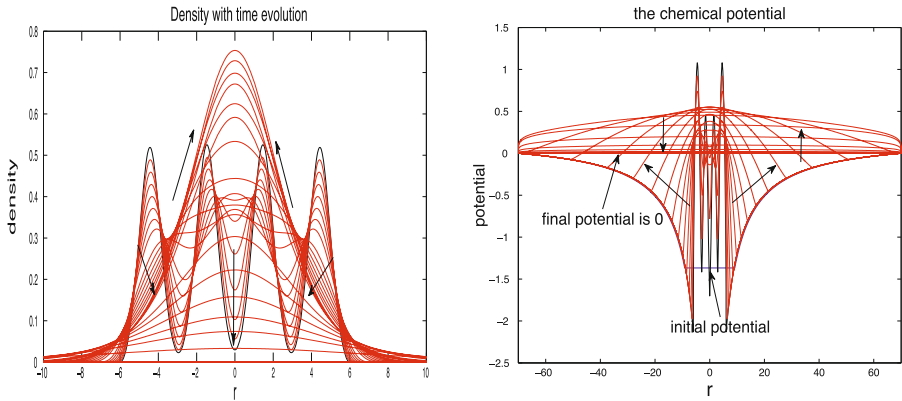 Density with time evolution
density
0.8
0.7
0.6
0.5
0.4
0.3
0.2
0.1
0
−10 −8 −6 −4 −2 0 2 4 6 8 10
r
the chemical potential
potential
1.5
1
0.5
0
−0.5
−1
−1.5
−2
−2.5
final potential is 0
initial potential
−60 −40 −20 0 20 40 60
r